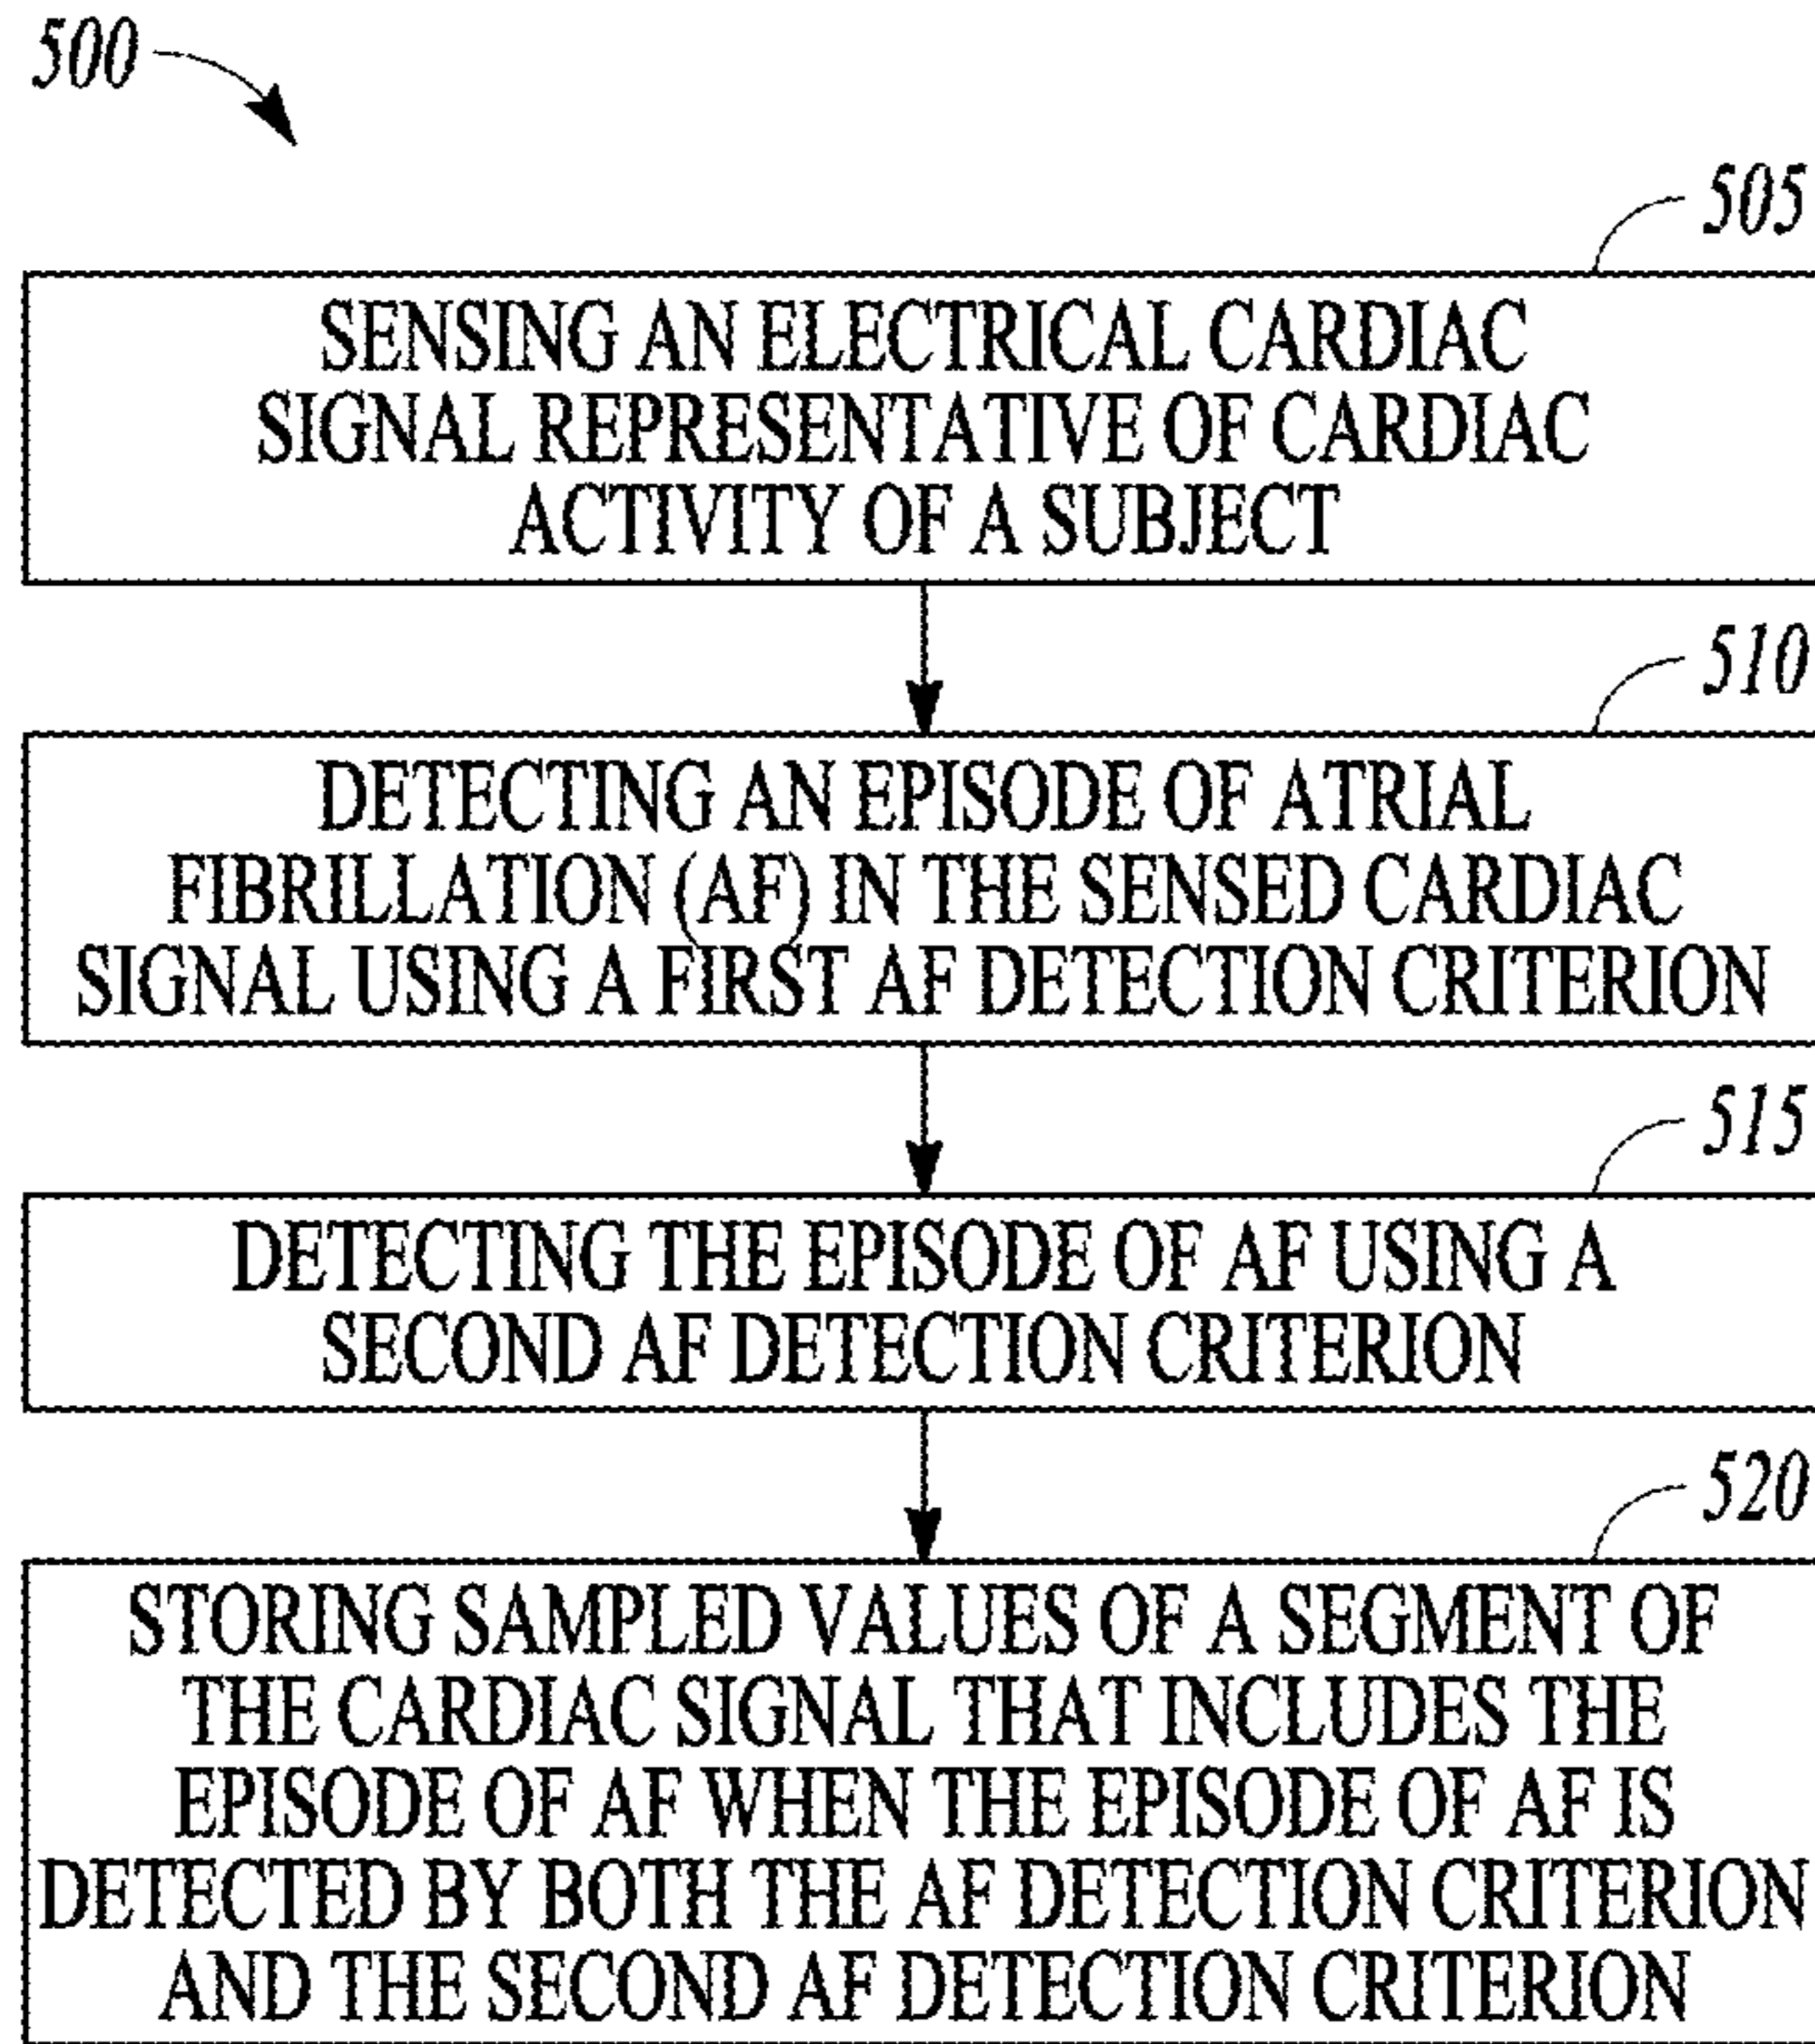 500
505
SENSING AN ELECTRICAL CARDIAC
SIGNAL REPRESENTATIVE OF CARDIAC
ACTIVITY OF A SUBJECT
510
DETECTING AN EPISODE OF ATRIAL
FIBRILLATION (AF) IN THE SENSED CARDIAC
SIGNAL USING A FIRST AF DETECTION CRITERION
515
DETECTING THE EPISODE OF AF USING A
SECOND AF DETECTION CRITERION
520
STORING SAMPLED VALUES OF A SEGMENT OF
THE CARDIAC SIGNAL THAT INCLUDES THE
EPISODE OF AF WHEN THE EPISODE OF AF IS
DETECTED BY BOTH THE AF DETECTION CRITERION
AND THE SECOND AF DETECTION CRITERION